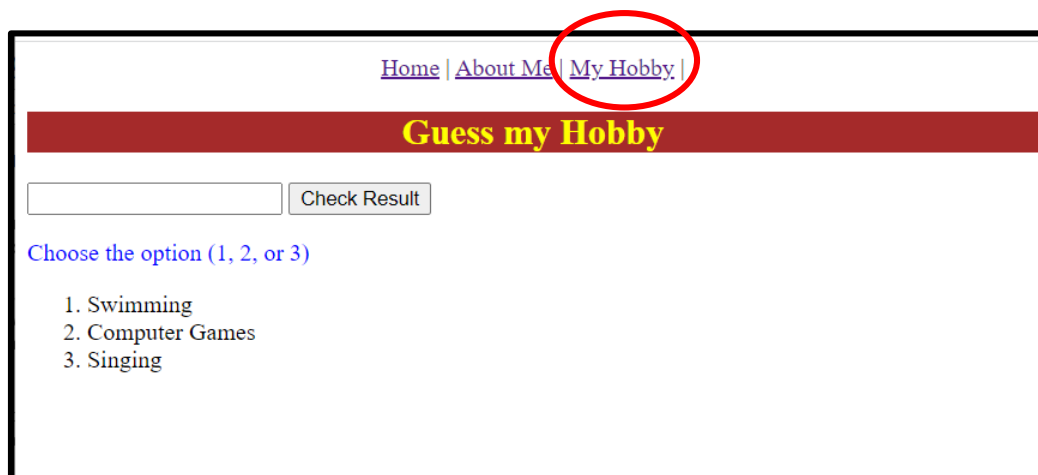 Home | About Me | My Hobby |
Guess my Hobby
Check Result
Choose the option (1, 2, or 3)
1. Swimming
2. Computer Games
3. Singing